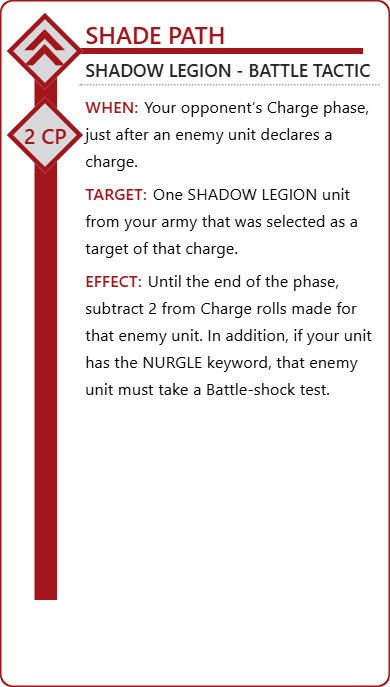 SHADE PATH
SHADOW LEGION - BATTLE TACTIC
2 CP
WHEN: Your opponent's Charge phase,
just after an enemy unit declares a
charge.
TARGET: One SHADOW LEGION unit
from your army that was selected as a
target of that charge.
EFFECT: Until the end of the phase,
subtract 2 from Charge rolls made for
that enemy unit. In addition, if your unit
has the NURGLE keyword, that enemy
unit must take a Battle-shock test.